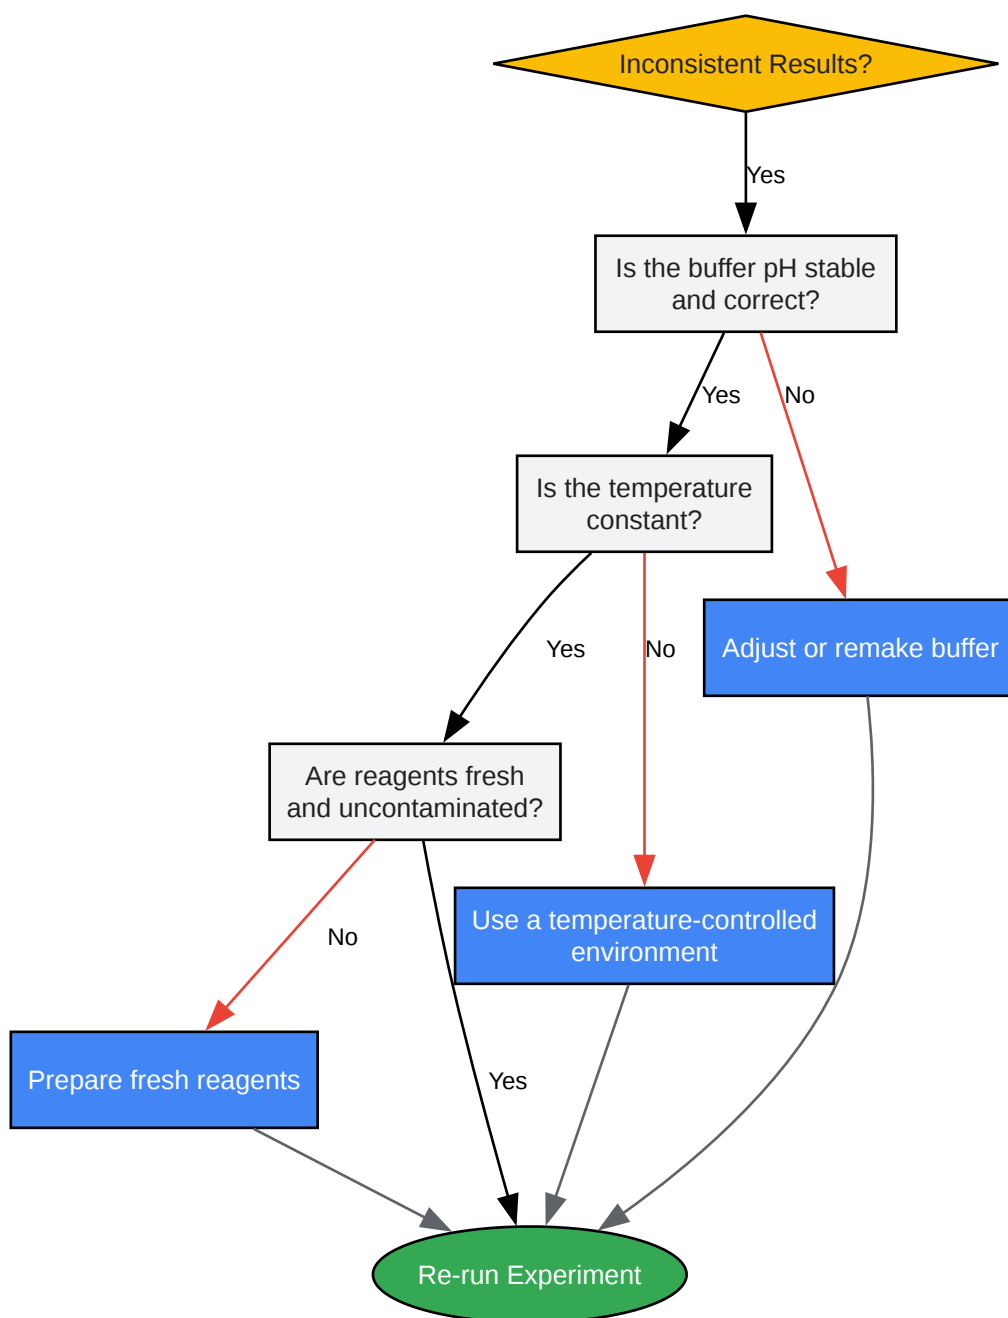 Inconsistent Results?
Yes
Is the buffer pH stable
and correct?
Yes
No
Is the temperature
constant?
Yes
No
Adjust or remake buffer
Are reagents fresh
and uncontaminated?
No
Use a temperature-controlled
environment
Prepare fresh reagents
Yes
Re-run Experiment